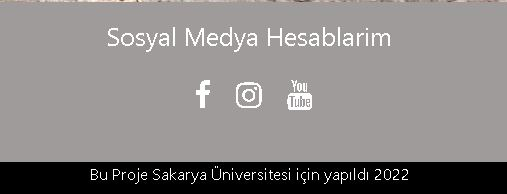 Sosyal Medya Hesablarim
You Tube
Bu Proje Sakarya Üniversitesi için yapıldı 2022